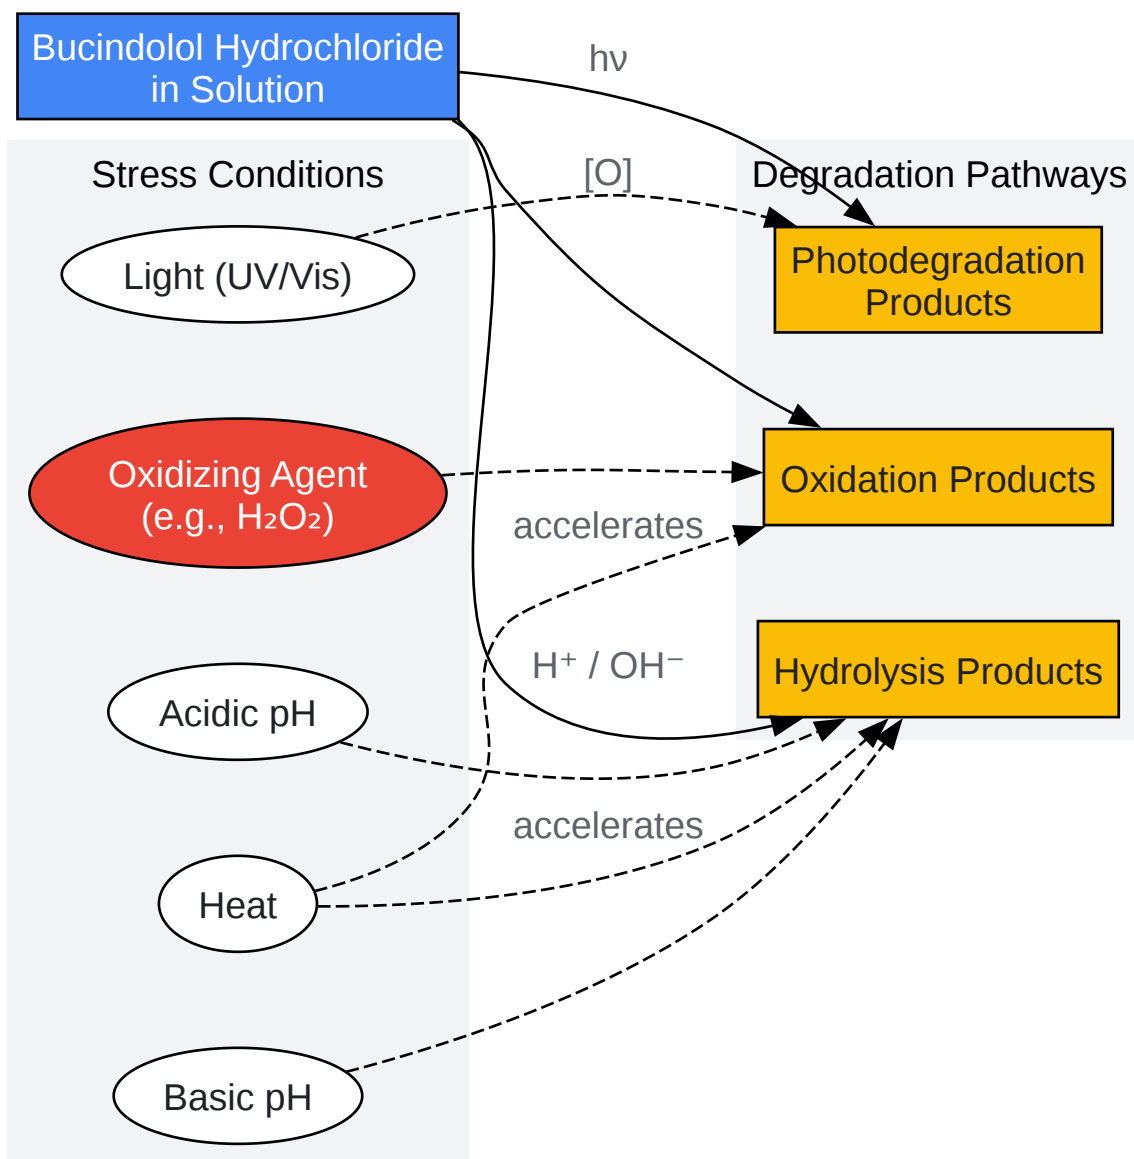 Bucindolol Hydrochloride
in Solution
hν
Stress Conditions
[O]
Degradation Pathways
Light (UV/Vis)
Photodegradation
Products
Oxidizing Agent
(e.g., H₂O₂)
Oxidation Products
accelerates
H⁺ / OH⁻
Hydrolysis Products
Acidic pH
accelerates
Heat
Basic pH